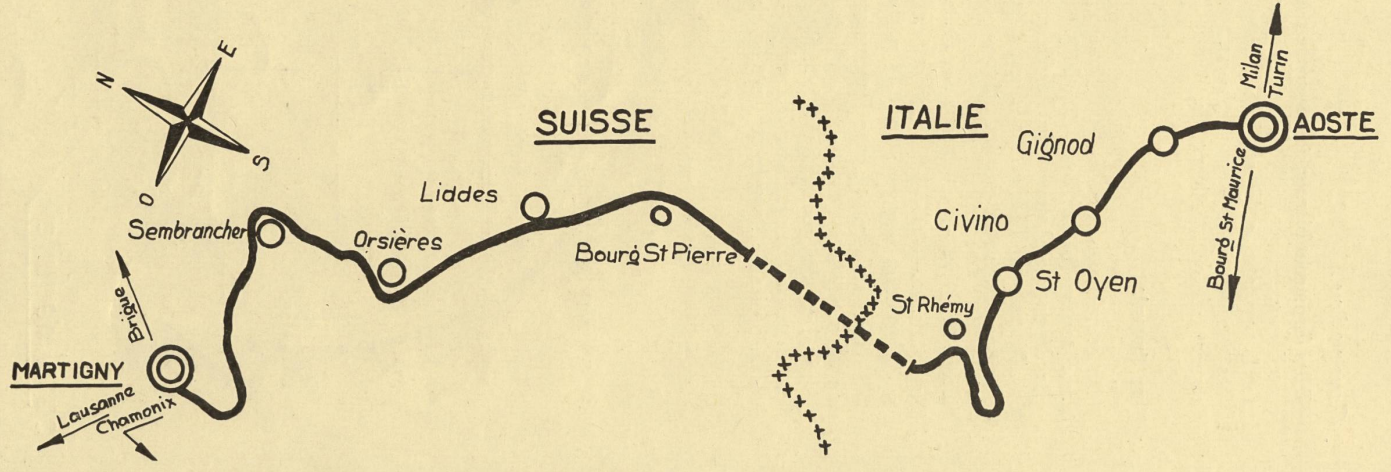 N
E
S
O
SUISSE
ITALIE
Milan
Turin
AOSTE
Gignod
Bourg St Maurice
Liddes
Civino
Sembrancher
Orsières
Bourg St Pierre
St Oyen
St Rhémy
Brigue
MARTIGNY
Lausanne
Chamonix